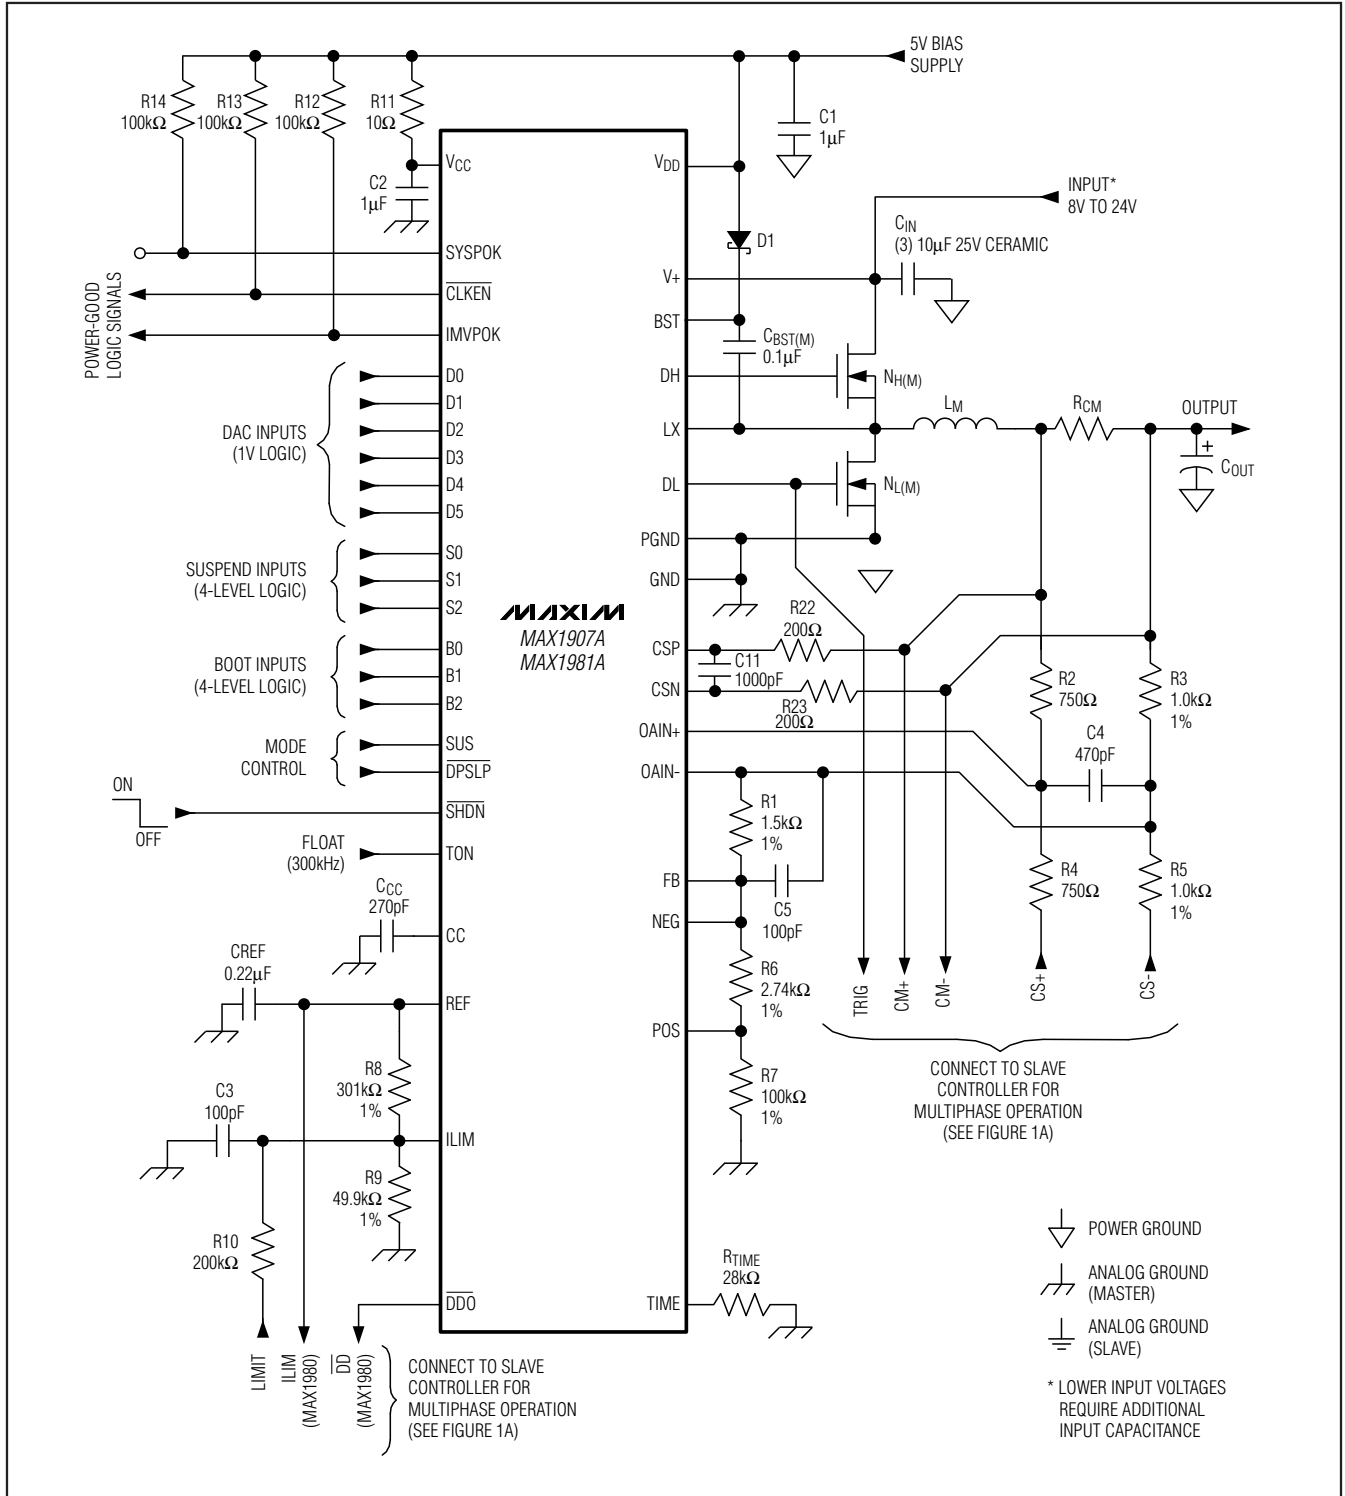 5V BIAS
SUPPLY
R14
100kΩ
R13
100kΩ
R12
100kΩ
R11
10Ω
C1
1µF
VCC
VDD
C2
1µF
INPUT*
8V TO 24V
CIN
(3) 10µF 25V CERAMIC
D1
SYSPOK
V+
CLKEN
POWER-GOOD
LOGIC SIGNALS
BST
IMVPOK
CBST(M)
0.1µF
D0
DH
NH(M)
D1
DAC INPUTS
(1V LOGIC)
D2
LX
LM
RCM
OUTPUT
D3
COUT
D4
DL
NL(M)
D5
PGND
S0
SUSPEND INPUTS
(4-LEVEL LOGIC)
S1
GND
S2
MAXIM
MAX1907A
MAX1981A
R22
200Ω
B0
CSP
BOOT INPUTS
(4-LEVEL LOGIC)
B1
C11
1000pF
B2
CSN
R23
200Ω
R2
750Ω
R3
1.0kΩ
1%
OAIN+
C4
470pF
MODE
CONTROL
SUS
DPSLP
OAIN-
ON
OFF
SHDN
R1
1.5kΩ
1%
FLOAT
(300kHz)
TON
FB
C5
100pF
R4
750Ω
R5
1.0kΩ
1%
CCC
270pF
CC
NEG
CREF
0.22µF
REF
R6
2.74kΩ
1%
TRIG
CM+
CM-
CS+
CS-
POS
R8
301kΩ
1%
R7
100kΩ
1%
CONNECT TO SLAVE
CONTROLLER FOR
MULTIPHASE OPERATION
(SEE FIGURE 1A)
C3
100pF
ILIM
R9
49.9kΩ
1%
R10
200kΩ
POWER GROUND
RTIME
28kΩ
ANALOG GROUND
(MASTER)
DDO
TIME
ANALOG GROUND
(SLAVE)
LIMIT
ILIM
(MAX1980)
DD
(MAX1980)
CONNECT TO SLAVE
CONTROLLER FOR
MULTIPHASE OPERATION
(SEE FIGURE 1A)
* LOWER INPUT VOLTAGES
REQUIRE ADDITIONAL
INPUT CAPACITANCE